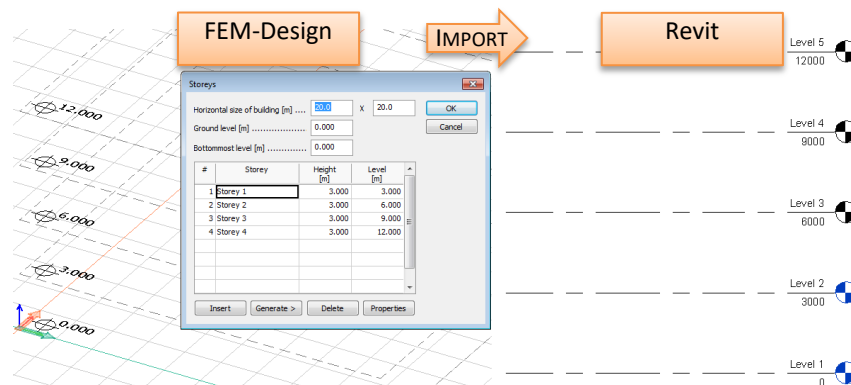 FEM-Design
IMPORT
Revit
12.000
9.000
6.000
3.000
0.000
Storeys
Horizontal size of building [m] .... 20.0 X 20.0
Ground level [m] .................... 0.000
Bottommost level [m] .............. 0.000
OK
Cancel
# Storey Height [m] Level [m]
1 Storey 1 3.000 3.000
2 Storey 2 3.000 6.000
3 Storey 3 3.000 9.000
4 Storey 4 3.000 12.000
Insert Generate > Delete Properties
Level 5
12000
Level 4
9000
Level 3
6000
Level 2
3000
Level 1
0